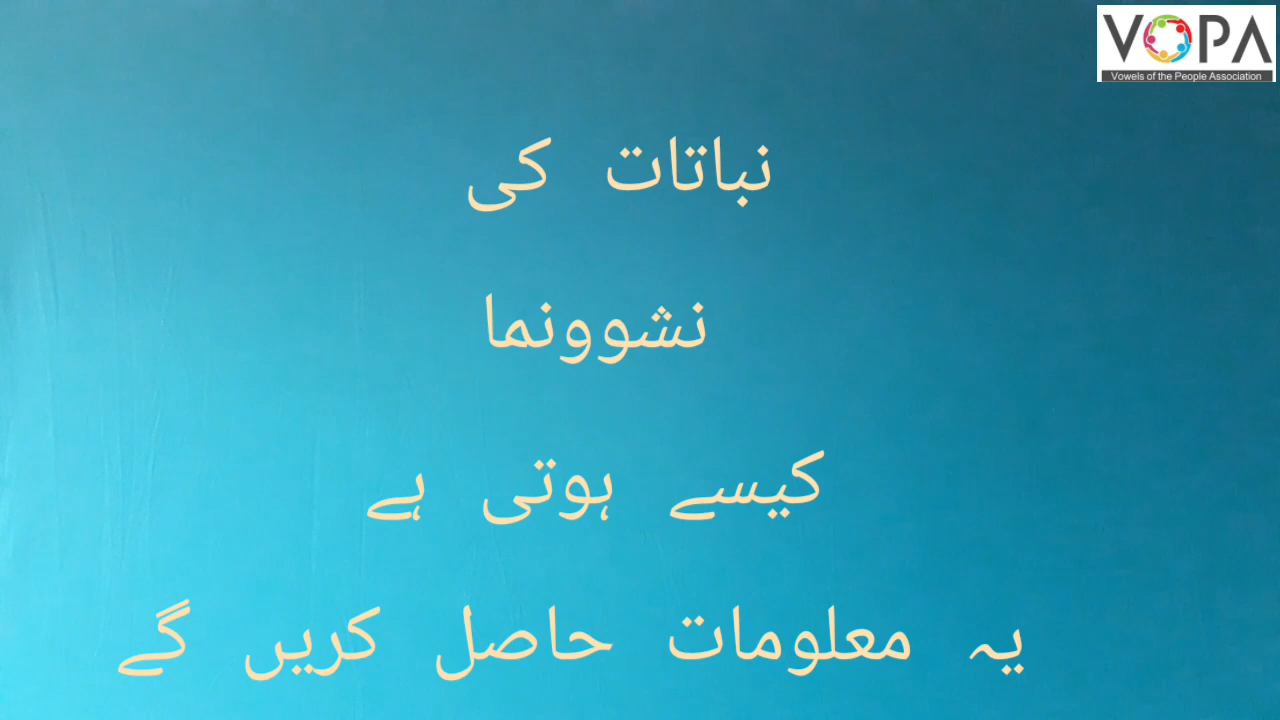 VOPA
Vowels of the People Association
نباتات کی
نشوونما
کیسے ہوتی ہے
یہ معلومات حاصل کریں گے